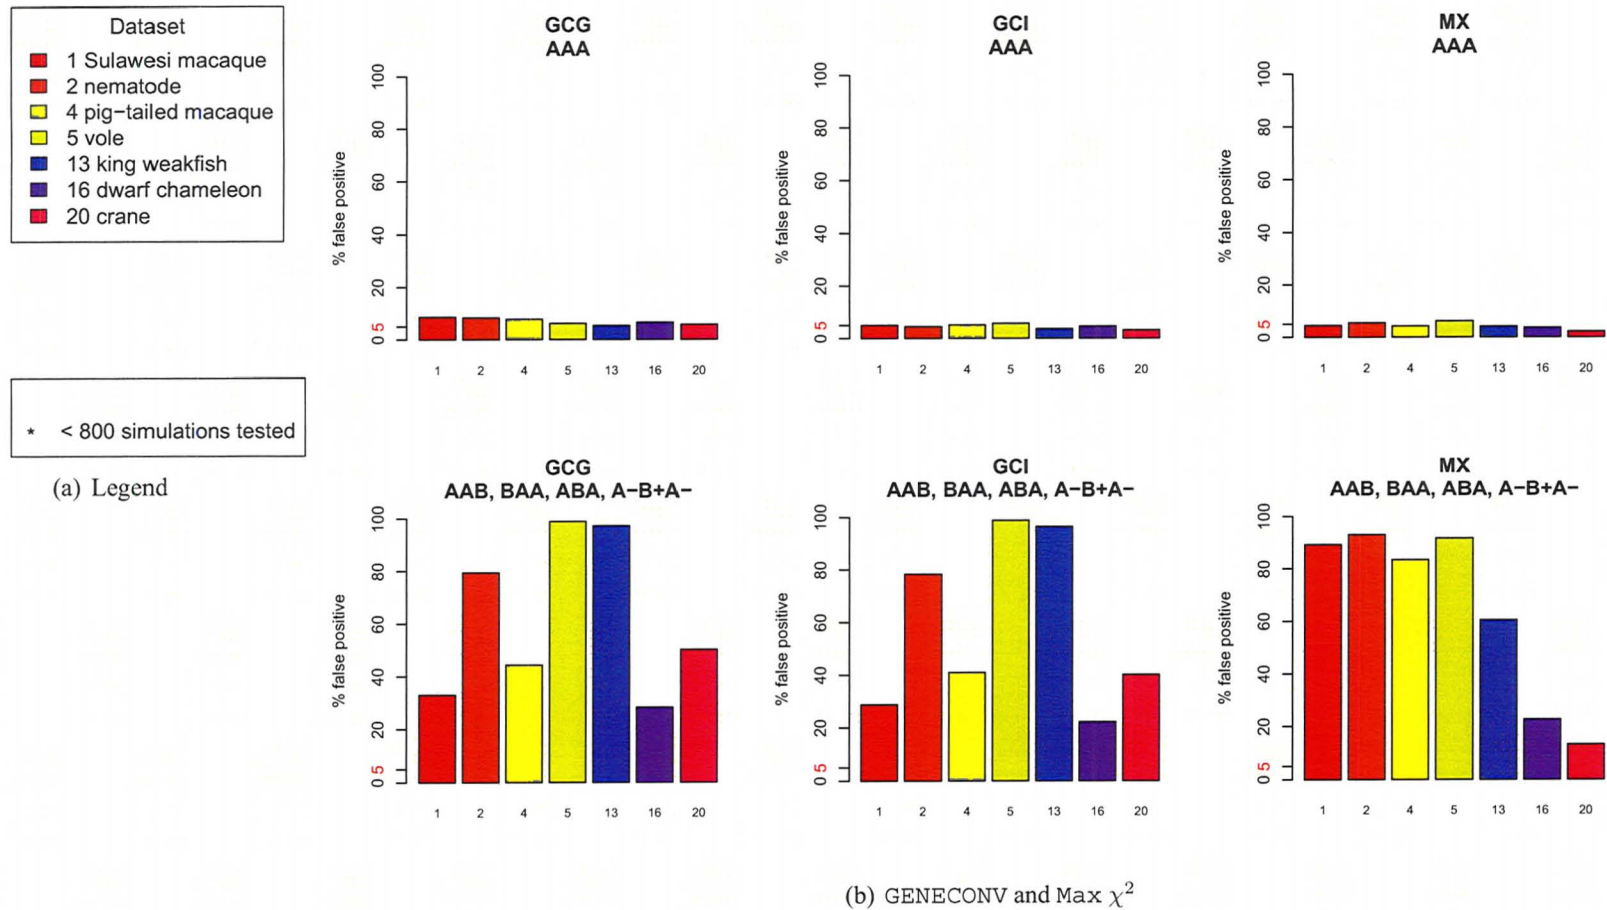 Dataset
1 Sulawesi macaque
2 nematode
4 pig−tailed macaque
5 vole
13 king weakfish
16 dwarf chameleon
20 crane
* < 800 simulations tested
(a) Legend
GCG
AAA
% false positive
0 5 20 40 60 80 100
1 2 4 5 13 16 20
GCI
AAA
% false positive
0 5 20 40 60 80 100
1 2 4 5 13 16 20
MX
AAA
% false positive
0 5 20 40 60 80 100
1 2 4 5 13 16 20
GCG
AAB, BAA, ABA, A−B+A−
% false positive
0 5 20 40 60 80 100
1 2 4 5 13 16 20
GCI
AAB, BAA, ABA, A−B+A−
% false positive
0 5 20 40 60 80 100
1 2 4 5 13 16 20
MX
AAB, BAA, ABA, A−B+A−
% false positive
0 5 20 40 60 80 100
1 2 4 5 13 16 20
(b) GENECONV and Max χ²